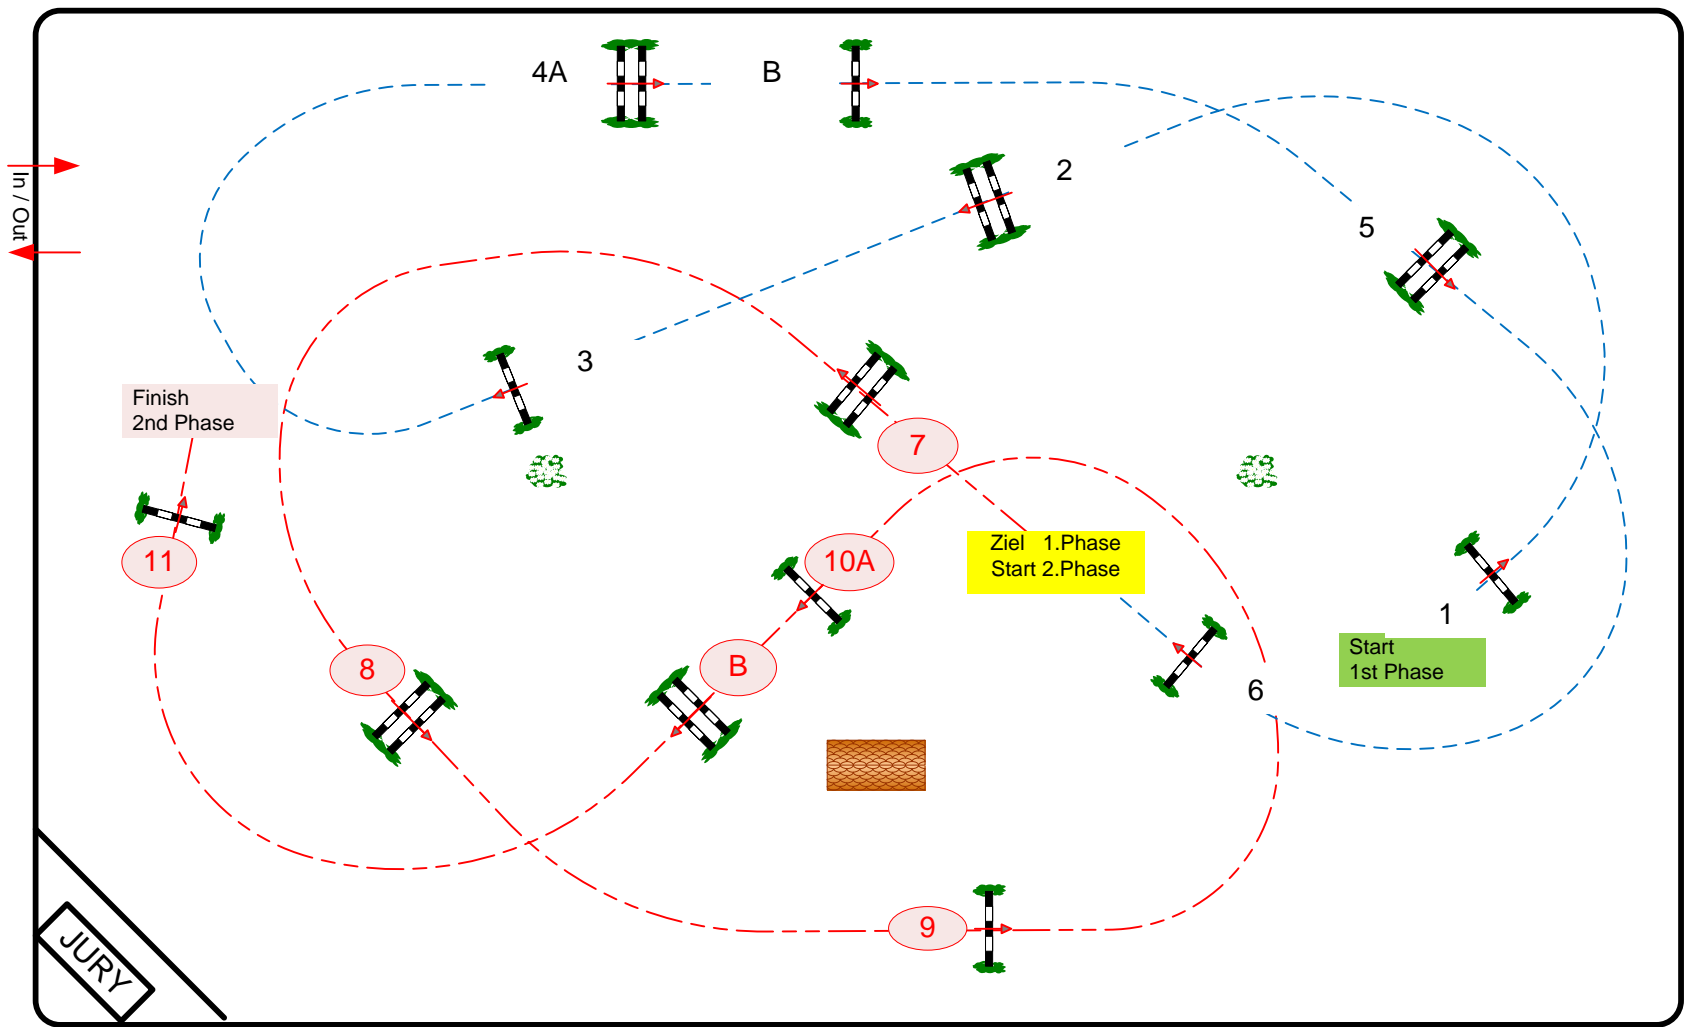 4A
B
2
In / Out
5
3
Finish
2nd Phase
7
Ziel   1.Phase
Start 2.Phase
11
10A
1
Start
1st Phase
8
B
6
9
JURY